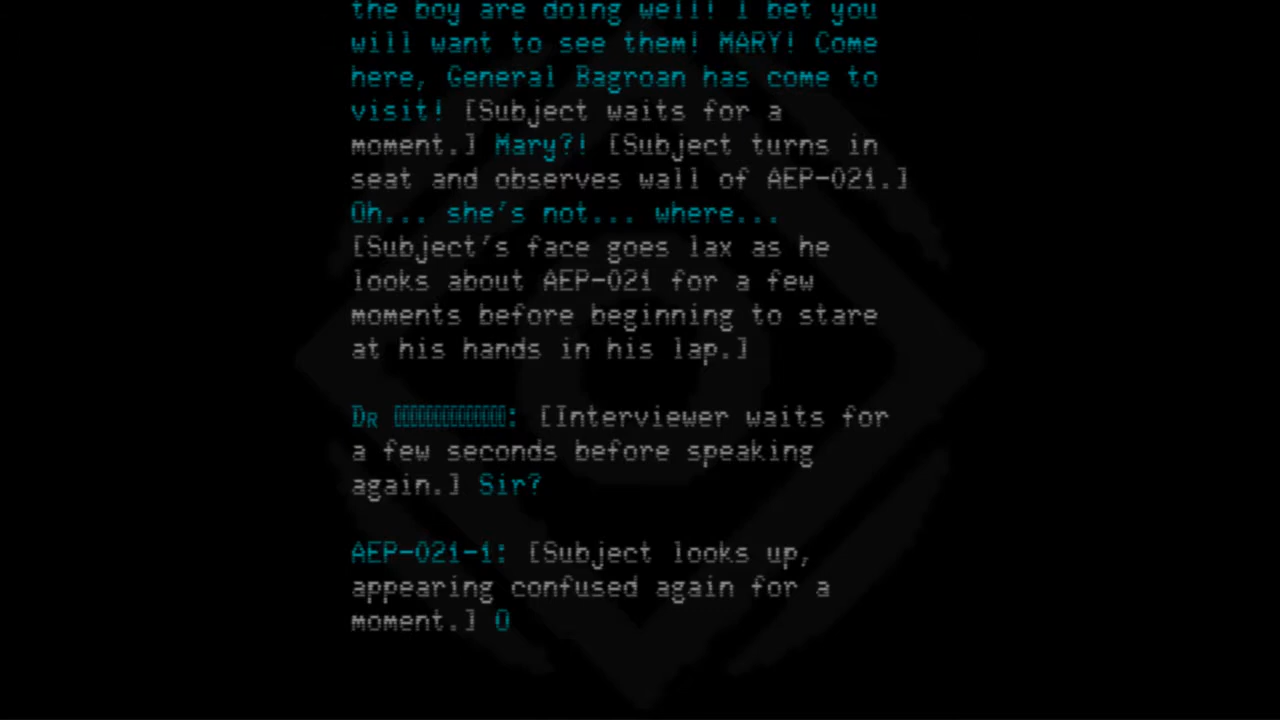 the boy are doing well! I bet you
will want to see them! MARY! Come
here, General Bagroan has come to
visit! [Subject waits for a
moment.] Mary?! [Subject turns in
seat and observes wall of AEP-021.]
Oh... she's not... where...
[Subject's face goes lax as he
looks about AEP-021 for a few
moments before beginning to stare
at his hands in his lap.]
DR ▯▯▯▯▯▯▯▯▯▯▯▯▯: [Interviewer waits for
a few seconds before speaking
again.] Sir?
AEP-021-1: [Subject looks up,
appearing confused again for a
moment.] O